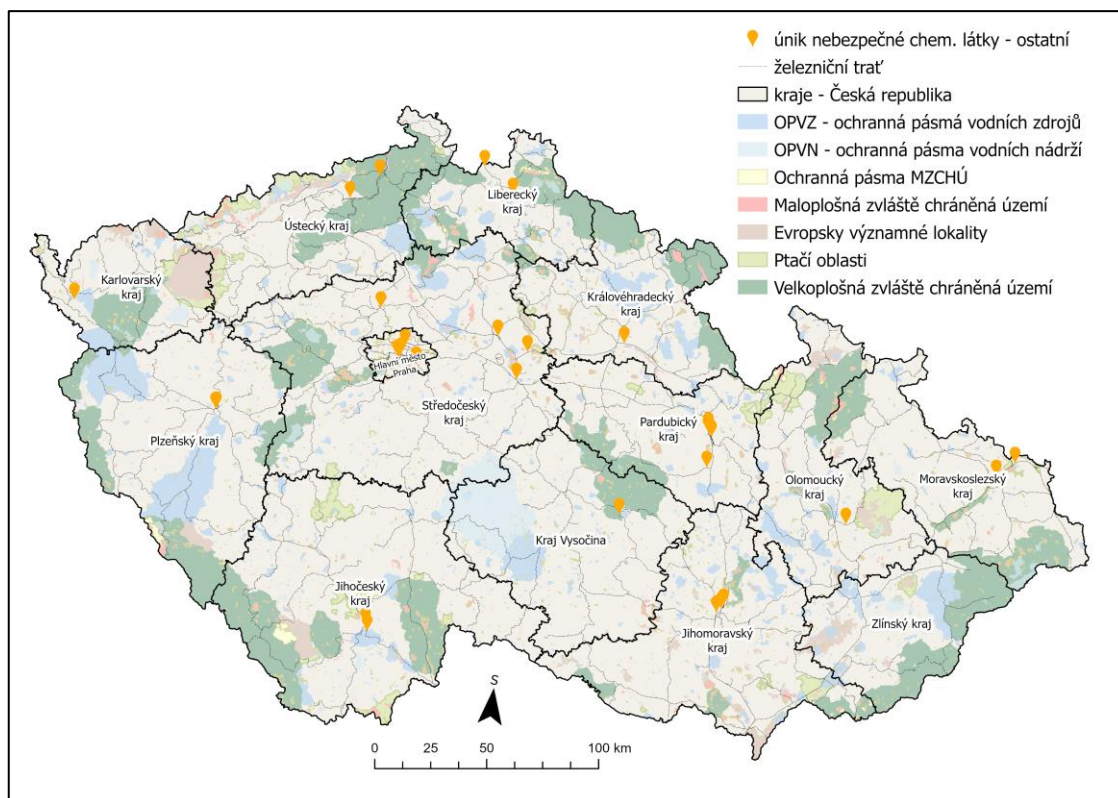 únik nebezpečné chem. látky - ostatní
železniční trať
kraje - Česká republika
OPVZ - ochranná pásmá vodních zdrojů
OPVN - ochranná pásma vodních nádrží
Ochranná pásma MZCHÚ
Maloplošná zvláště chráněná území
Evropsky významné lokality
Ptačí oblasti
Velkoplošná zvláště chráněná území
Liberecký
kraj
Ústecký kraj
Karlovarský
kraj
Královéhradecký
kraj
Hlavní město
Praha
Středočeský
kraj
Plzeňský kraj
Pardubický
kraj
Olomoucký
kraj
Moravskoslezský
kraj
Kraj Vysočina
Jihočeský
kraj
Zlínský kraj
Jihomoravský
kraj
S
0 25 50 100 km